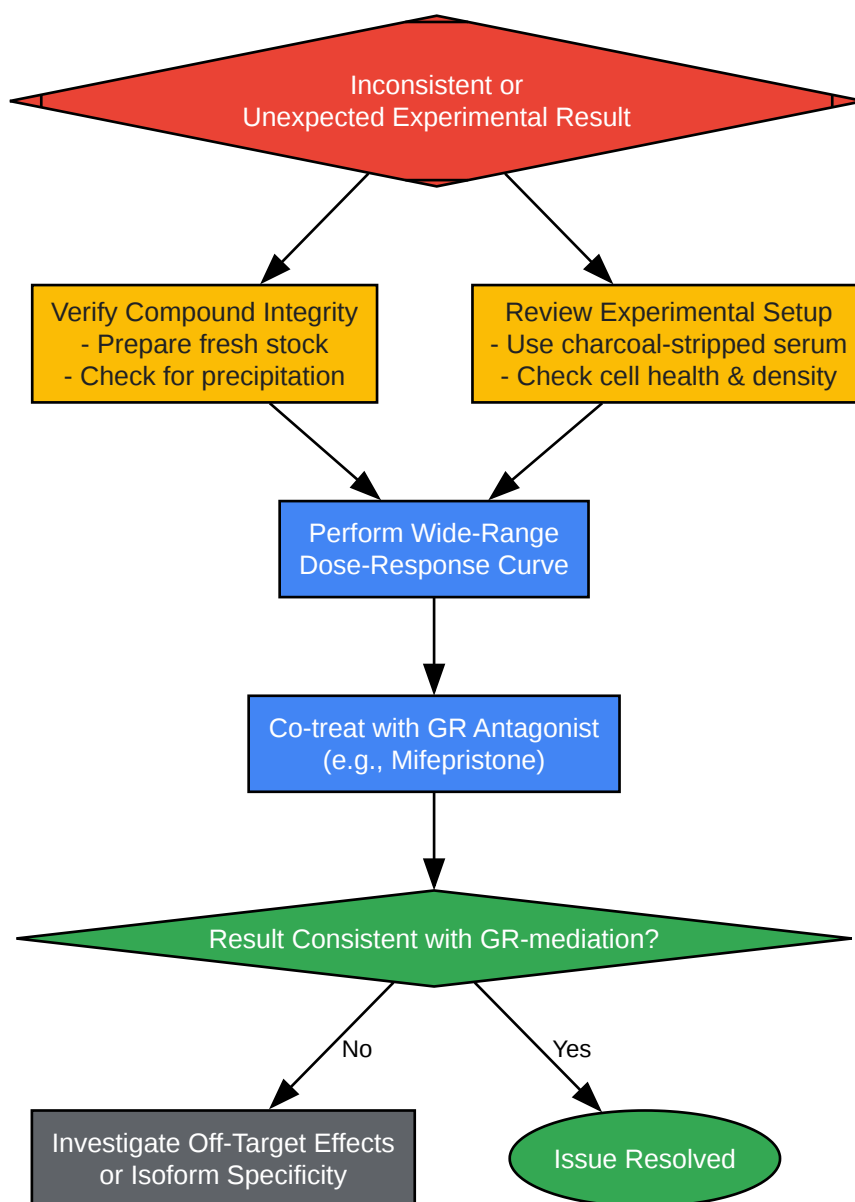 Inconsistent or
Unexpected Experimental Result
Verify Compound Integrity
- Prepare fresh stock
- Check for precipitation
Review Experimental Setup
- Use charcoal-stripped serum
- Check cell health & density
Perform Wide-Range
Dose-Response Curve
Co-treat with GR Antagonist
(e.g., Mifepristone)
Result Consistent with GR-mediation?
No
Yes
Investigate Off-Target Effects
or Isoform Specificity
Issue Resolved